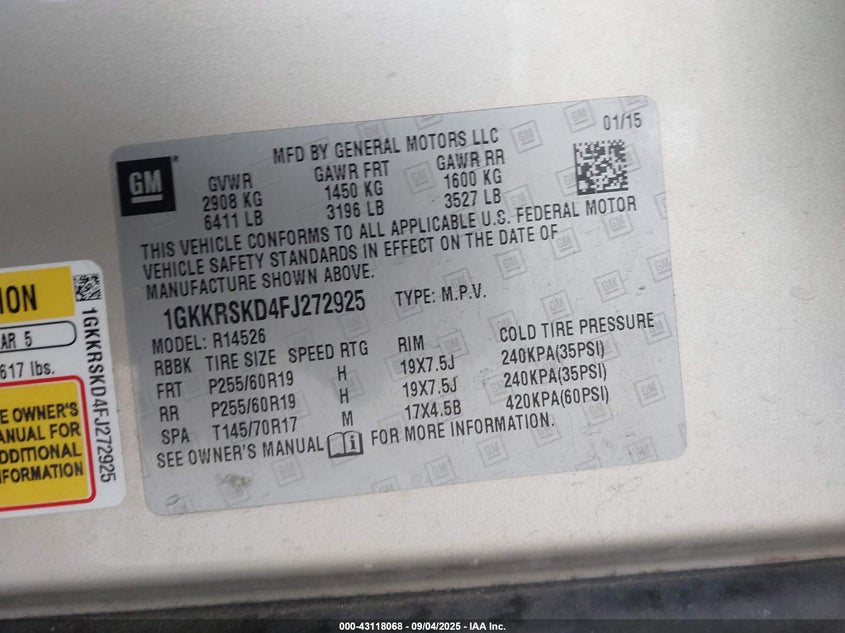 MFD BY GENERAL MOTORS LLC 01/15
GM ®
GVWR GAWR FRT GAWR RR
2908 KG 1450 KG 1600 KG
6411 LB 3196 LB 3527 LB
THIS VEHICLE CONFORMS TO ALL APPLICABLE U.S. FEDERAL MOTOR
VEHICLE SAFETY STANDARDS IN EFFECT ON THE DATE OF
MANUFACTURE SHOWN ABOVE.
1GKKRSKD4FJ272925 TYPE: M.P.V.
MODEL: R14526
RBBK TIRE SIZE SPEED RTG RIM COLD TIRE PRESSURE
FRT P255/60R19 H 19X7.5J 240KPA(35PSI)
RR P255/60R19 H 19X7.5J 240KPA(35PSI)
SPA T145/70R17 M 17X4.5B 420KPA(60PSI)
SEE OWNER'S MANUAL FOR MORE INFORMATION.
AR 5
617 lbs.
OWNER'S
FOR
1GKKRSKD4FJ272925
000-43118068 - 09/04/2025 - IAA Inc.